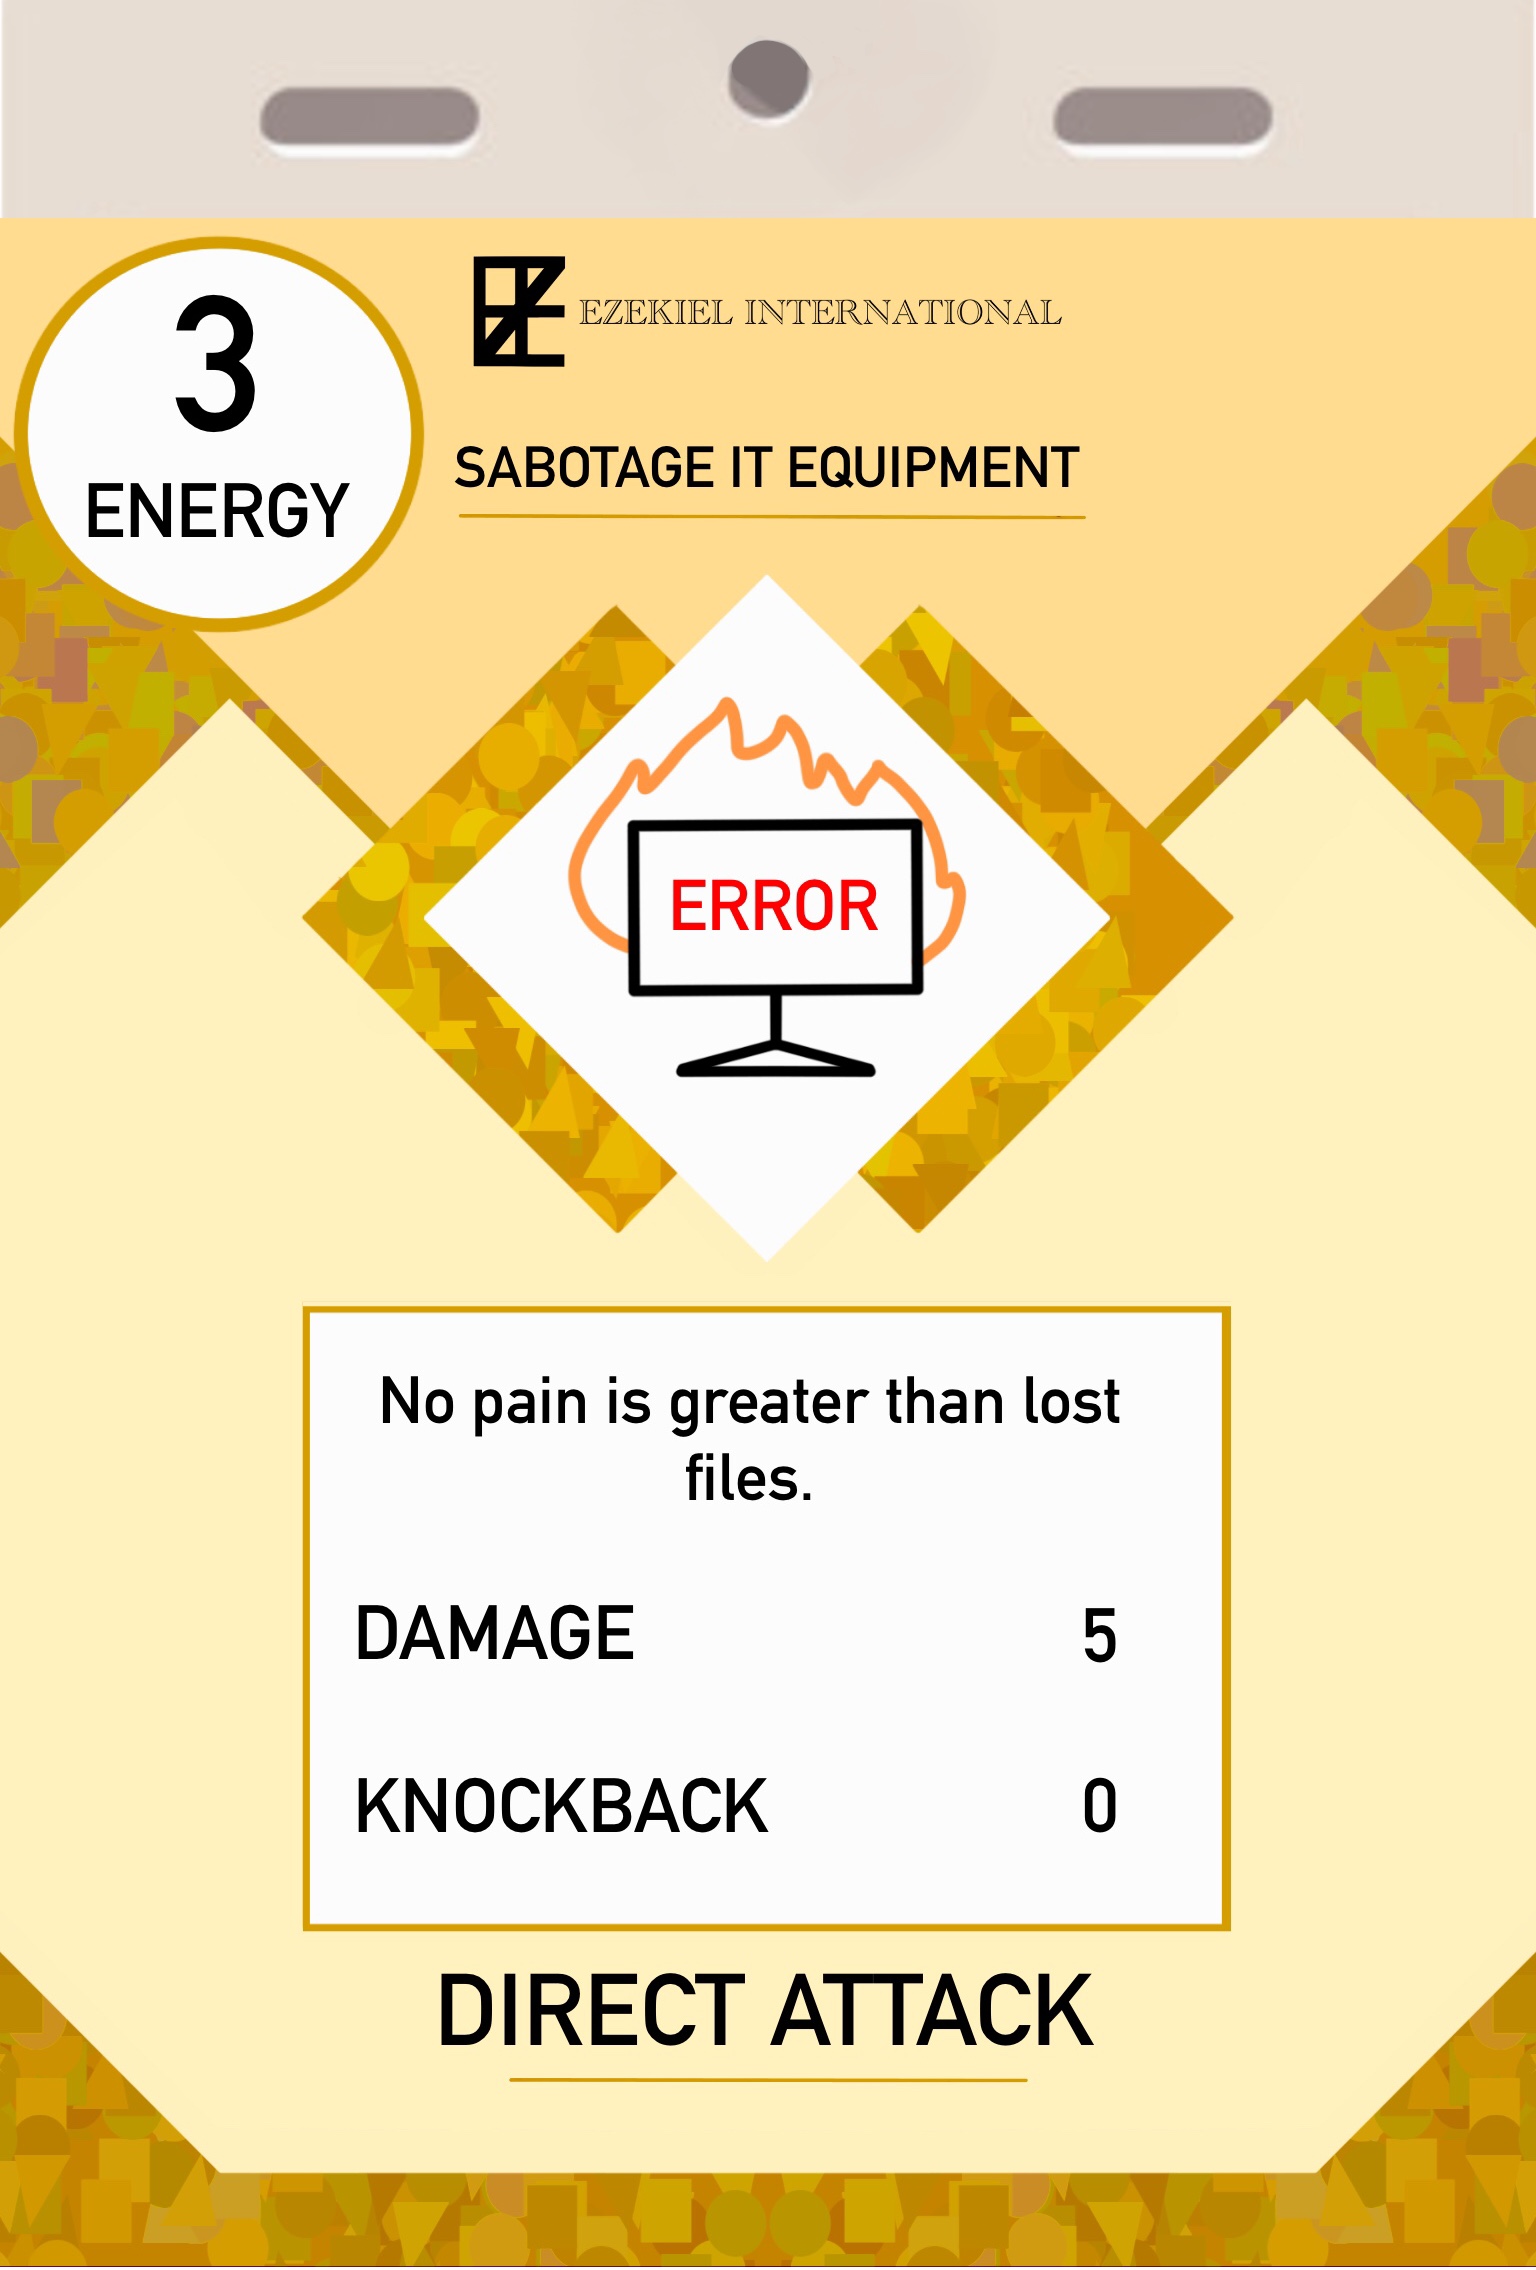 3
ENERGY
EZEKIEL INTERNATIONAL
SABOTAGE IT EQUIPMENT
ERROR
No pain is greater than lost
files.
DAMAGE 5
KNOCKBACK 0
DIRECT ATTACK